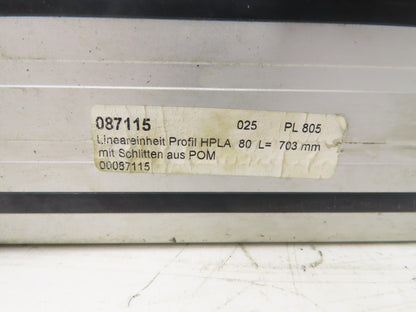 087115 025 PL 805
Lineareinheit Profil HPLA 80 L= 703 mm
mit Schlitten aus POM
00087115